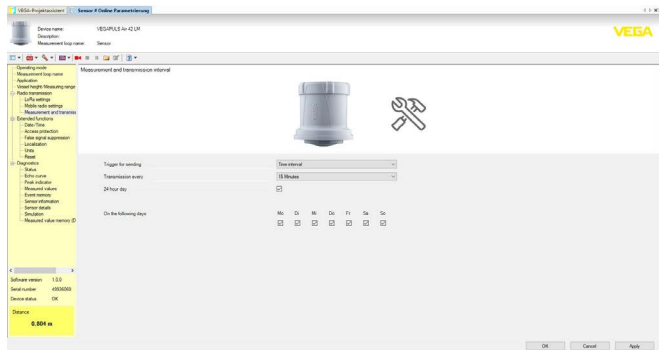 VEGA-Projektassistent
Sensor # Online Parametrierung
Device name: VEGAPULS Air 42 LM
Description:
Measurement loop name: Sensor
VEGA
Operating mode
Measurement loop name
Application
Vessel height/Measuring range
Radio transmission
LoRa settings
Mobile radio settings
Measurement and transmiss
Extended functions
Date/Time
Access protection
False signal suppression
Localisation
Units
Reset
Diagnostics
Status
Echo curve
Peak indicator
Measured values
Event memory
Sensor information
Sensor details
Simulation
Measured value memory (D
Measurement and transmission interval
Trigger for sending
Time interval
Transmission every
15 Minutes
24 hour day
On the following days
Mo Di Mi Do Fr Sa So
Software version 1.0.0
Serial number
Device status OK
Distance
0.804 m
OK Cancel Apply